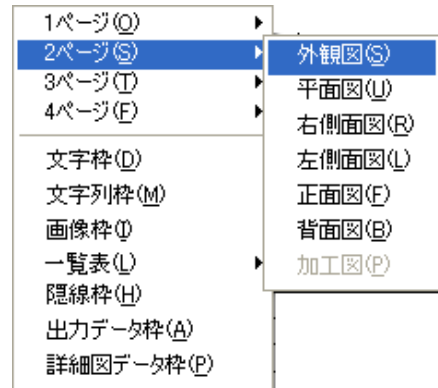 1ページ(O)
2ページ(S)
3ページ(T)
4ページ(F)
文字枠(D)
文字列枠(M)
画像枠(I)
一覧表(L)
隠線枠(H)
出力データ枠(A)
詳細図データ枠(P)
外観図(S)
平面図(U)
右側面図(R)
左側面図(L)
正面図(F)
背面図(B)
加工図(P)